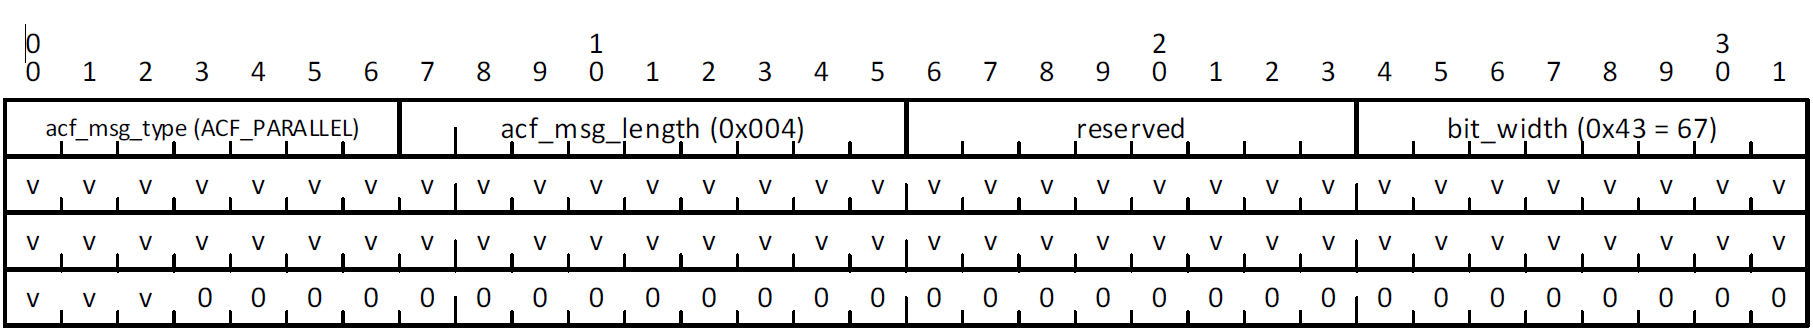 0 1 2 3
0 1 2 3 4 5 6 7 8 9 0 1 2 3 4 5 6 7 8 9 0 1 2 3 4 5 6 7 8 9 0 1
acf_msg_type (ACF_PARALLEL) acf_msg_length (0x004) reserved bit_width (0x43 = 67)
v v v v v v v v v v v v v v v v v v v v v v v v v v v v v v v v
v v v v v v v v v v v v v v v v v v v v v v v v v v v v v v v v
v v v 0 0 0 0 0 0 0 0 0 0 0 0 0 0 0 0 0 0 0 0 0 0 0 0 0 0 0 0 0